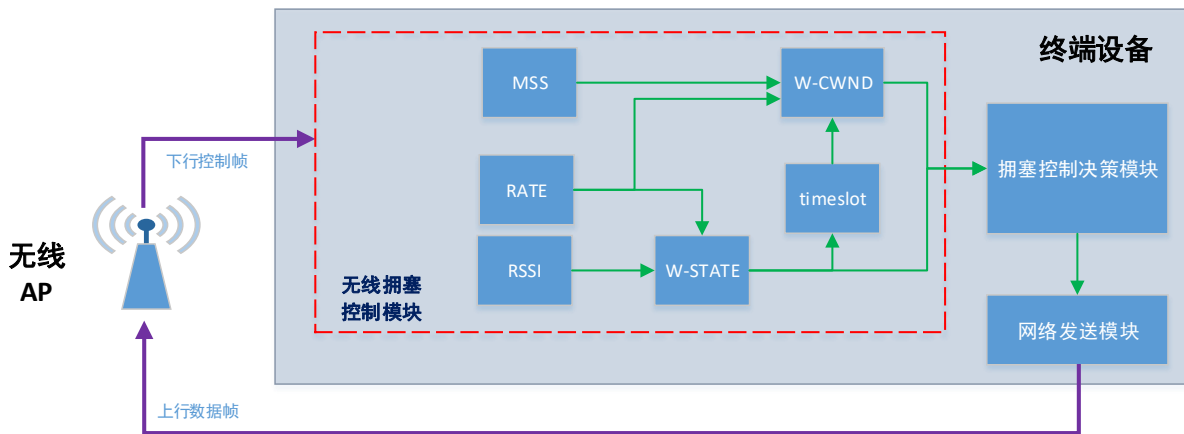 终端设备
MSS
W-CWND
下行控制帧
RATE
timeslot
拥塞控制决策模块
无线
AP
RSSI
W-STATE
无线拥塞
控制模块
网络发送模块
上行数据帧